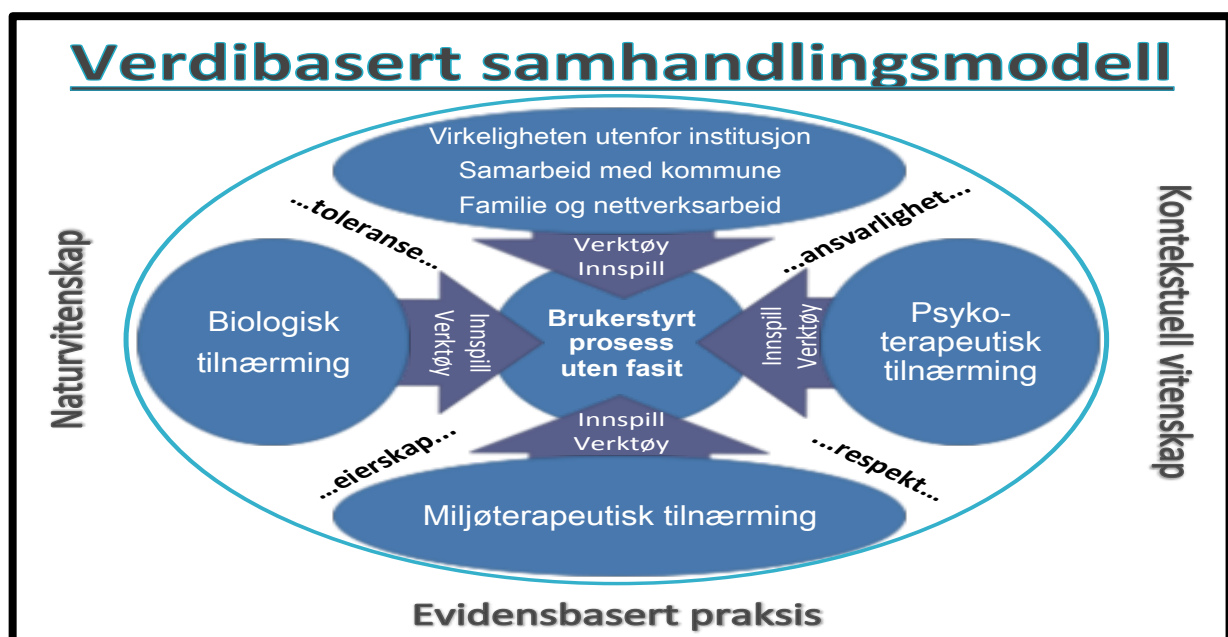 Verdibasert samhandlingsmodell
Virkeligheten utenfor institusjon
Samarbeid med kommune
Familie og nettverksarbeid
...toleranse...
...ansvarlighet...
Verktøy
Innspill
Naturvitenskap
Biologisk
tilnærming
Innspill
Verktøy
Brukerstyrt
prosess
uten fasit
Innspill
Verktøy
Psyko-
terapeutisk
tilnærming
Kontekstuell vitenskap
Innspill
Verktøy
...eierskap...
...respekt...
Miljøterapeutisk tilnærming
Evidensbasert praksis